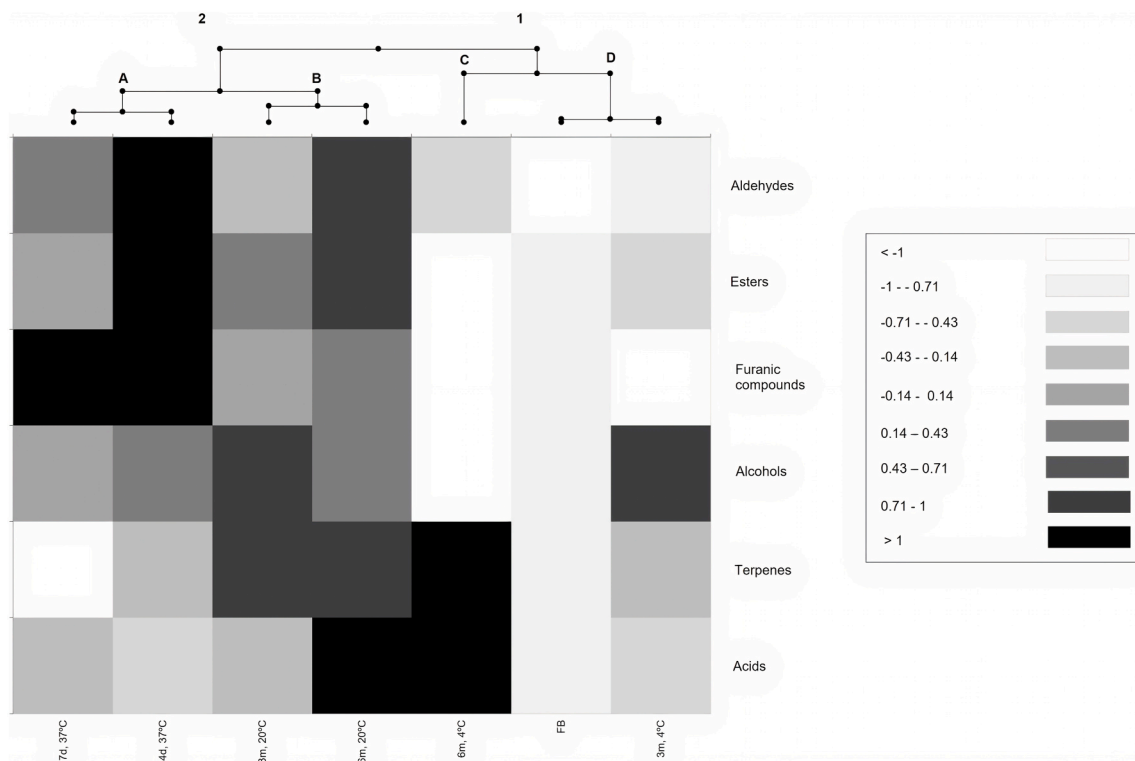 2
1
A
B
C
D
Aldehydes
Esters
Furanic
compounds
Alcohols
Terpenes
Acids
< -1
-1 - - 0.71
-0.71 - - 0.43
-0.43 - - 0.14
-0.14 - 0.14
0.14 – 0.43
0.43 – 0.71
0.71 - 1
> 1
7d, 37ºC
4d, 37ºC
3m, 20ºC
6m, 20ºC
6m, 4ºC
FB
3m, 4ºC